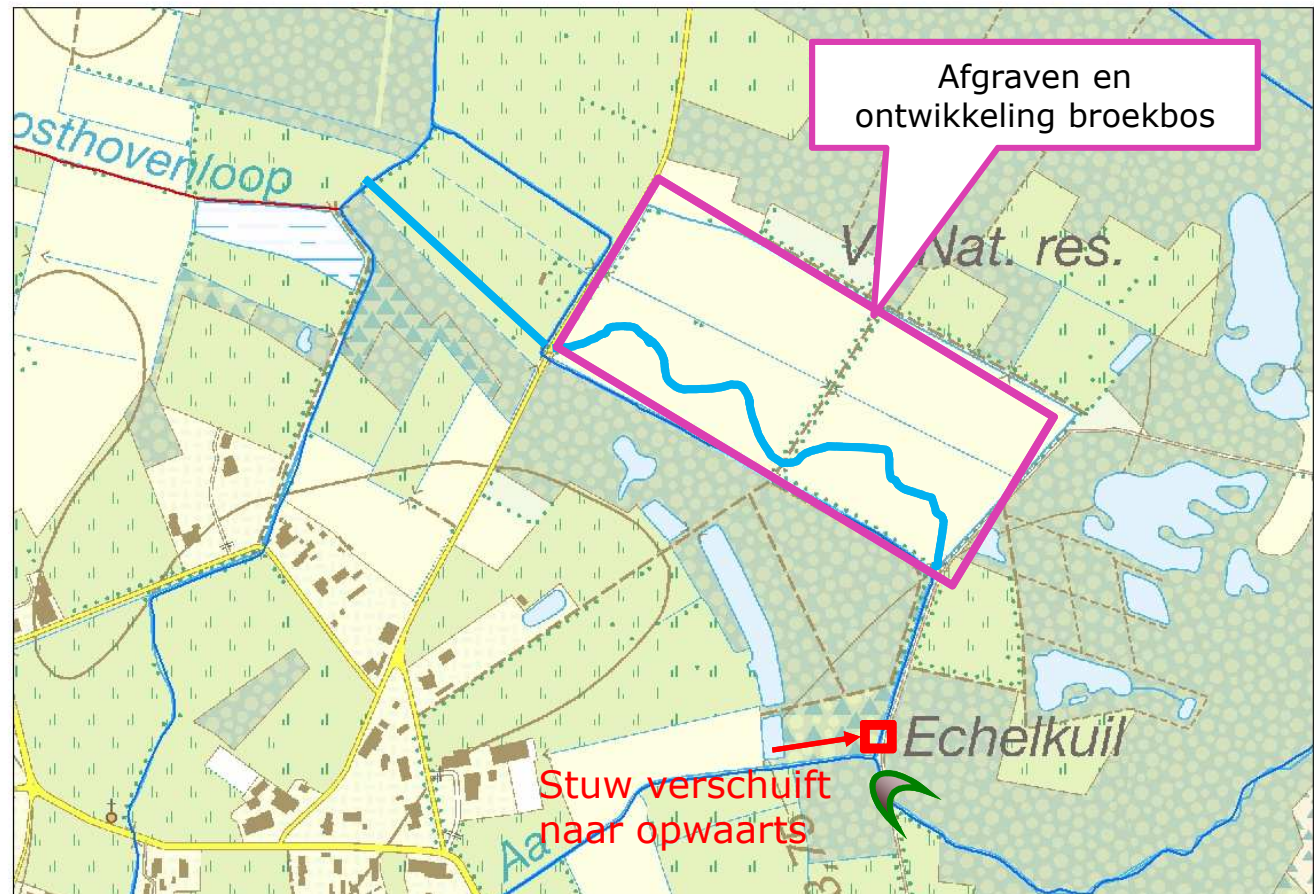 Afgraven en
ontwikkeling broekbos
osthovenloop
Nat. res.
Echelkuil
Stuw verschuift
naar opwaarts
Aa